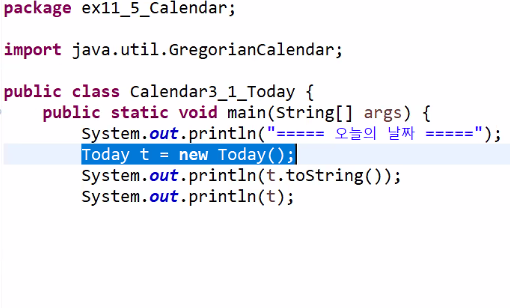 package ex11_5_Calendar;
import java.util.GregorianCalendar;
public class Calendar3_1_Today {
public static void main(String[] args) {
System.out.println("===== 오늘의 날짜 =====");
Today t = new Today();
System.out.println(t.toString());
System.out.println(t);